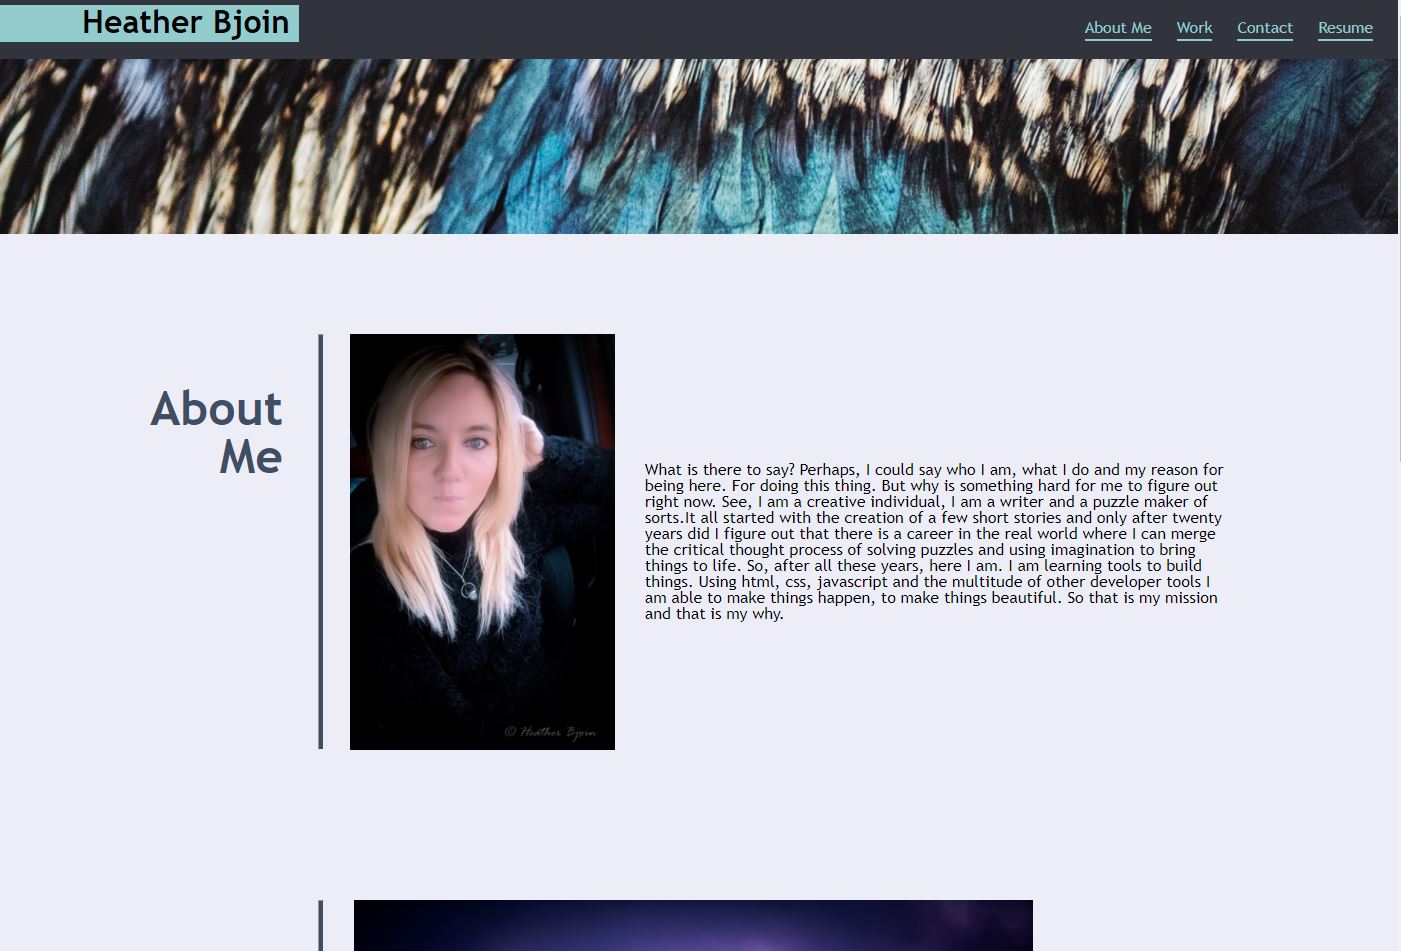 Heather Bjoin
About Me Work Contact Resume
About
Me
What is there to say? Perhaps, I could say who I am, what I do and my reason for
being here. For doing this thing. But why is something hard for me to figure out
right now. See, I am a creative individual, I am a writer and a puzzle maker of
sorts.It all started with the creation of a few short stories and only after twenty
years did I figure out that there is a career in the real world where I can merge
the critical thought process of solving puzzles and using imagination to bring
things to life. So, after all these years, here I am. I am learning tools to build
things. Using html, css, javascript and the multitude of other developer tools I
am able to make things happen, to make things beautiful. So that is my mission
and that is my why.
© Heather Bjoin